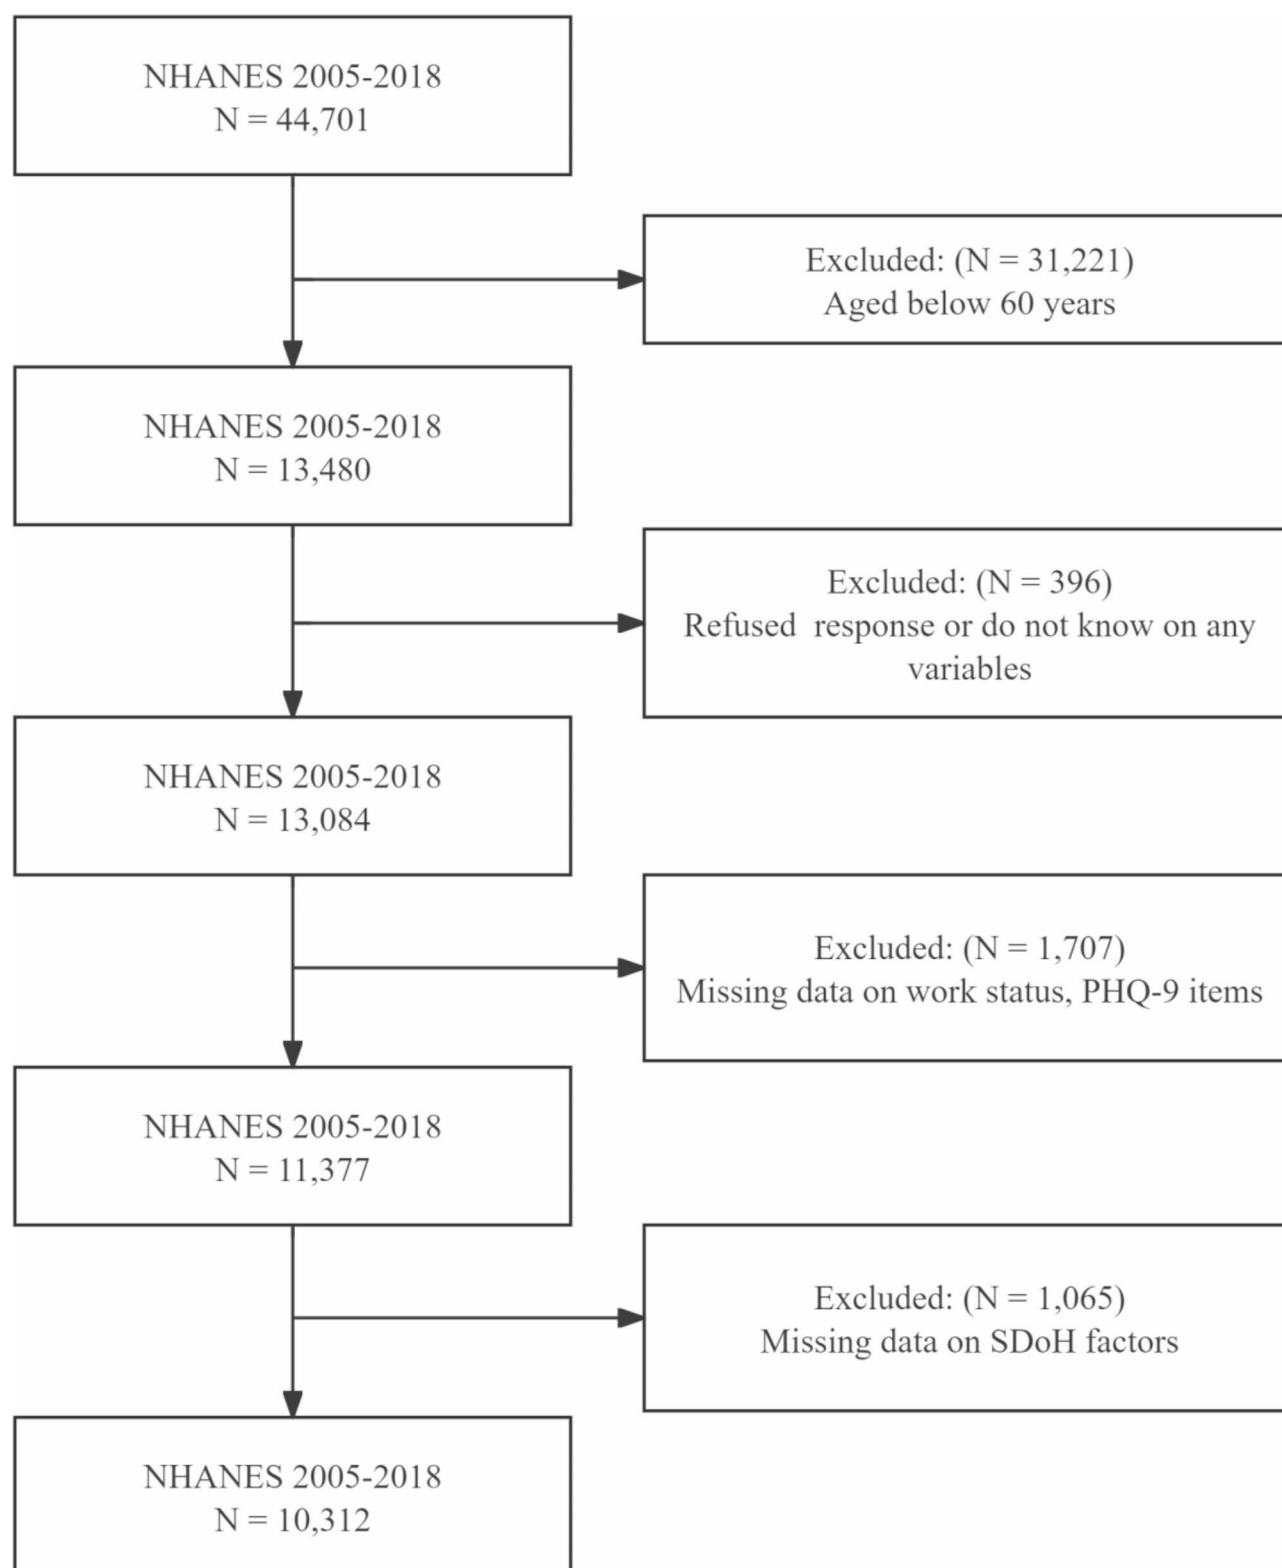 NHANES 2005-2018
N = 44,701
Excluded: (N = 31,221)
Aged below 60 years
NHANES 2005-2018
N = 13,480
Excluded: (N = 396)
Refused  response or do not know on any
variables
NHANES 2005-2018
N = 13,084
Excluded: (N = 1,707)
Missing data on work status, PHQ-9 items
NHANES 2005-2018
N = 11,377
Excluded: (N = 1,065)
Missing data on SDoH factors
NHANES 2005-2018
N = 10,312